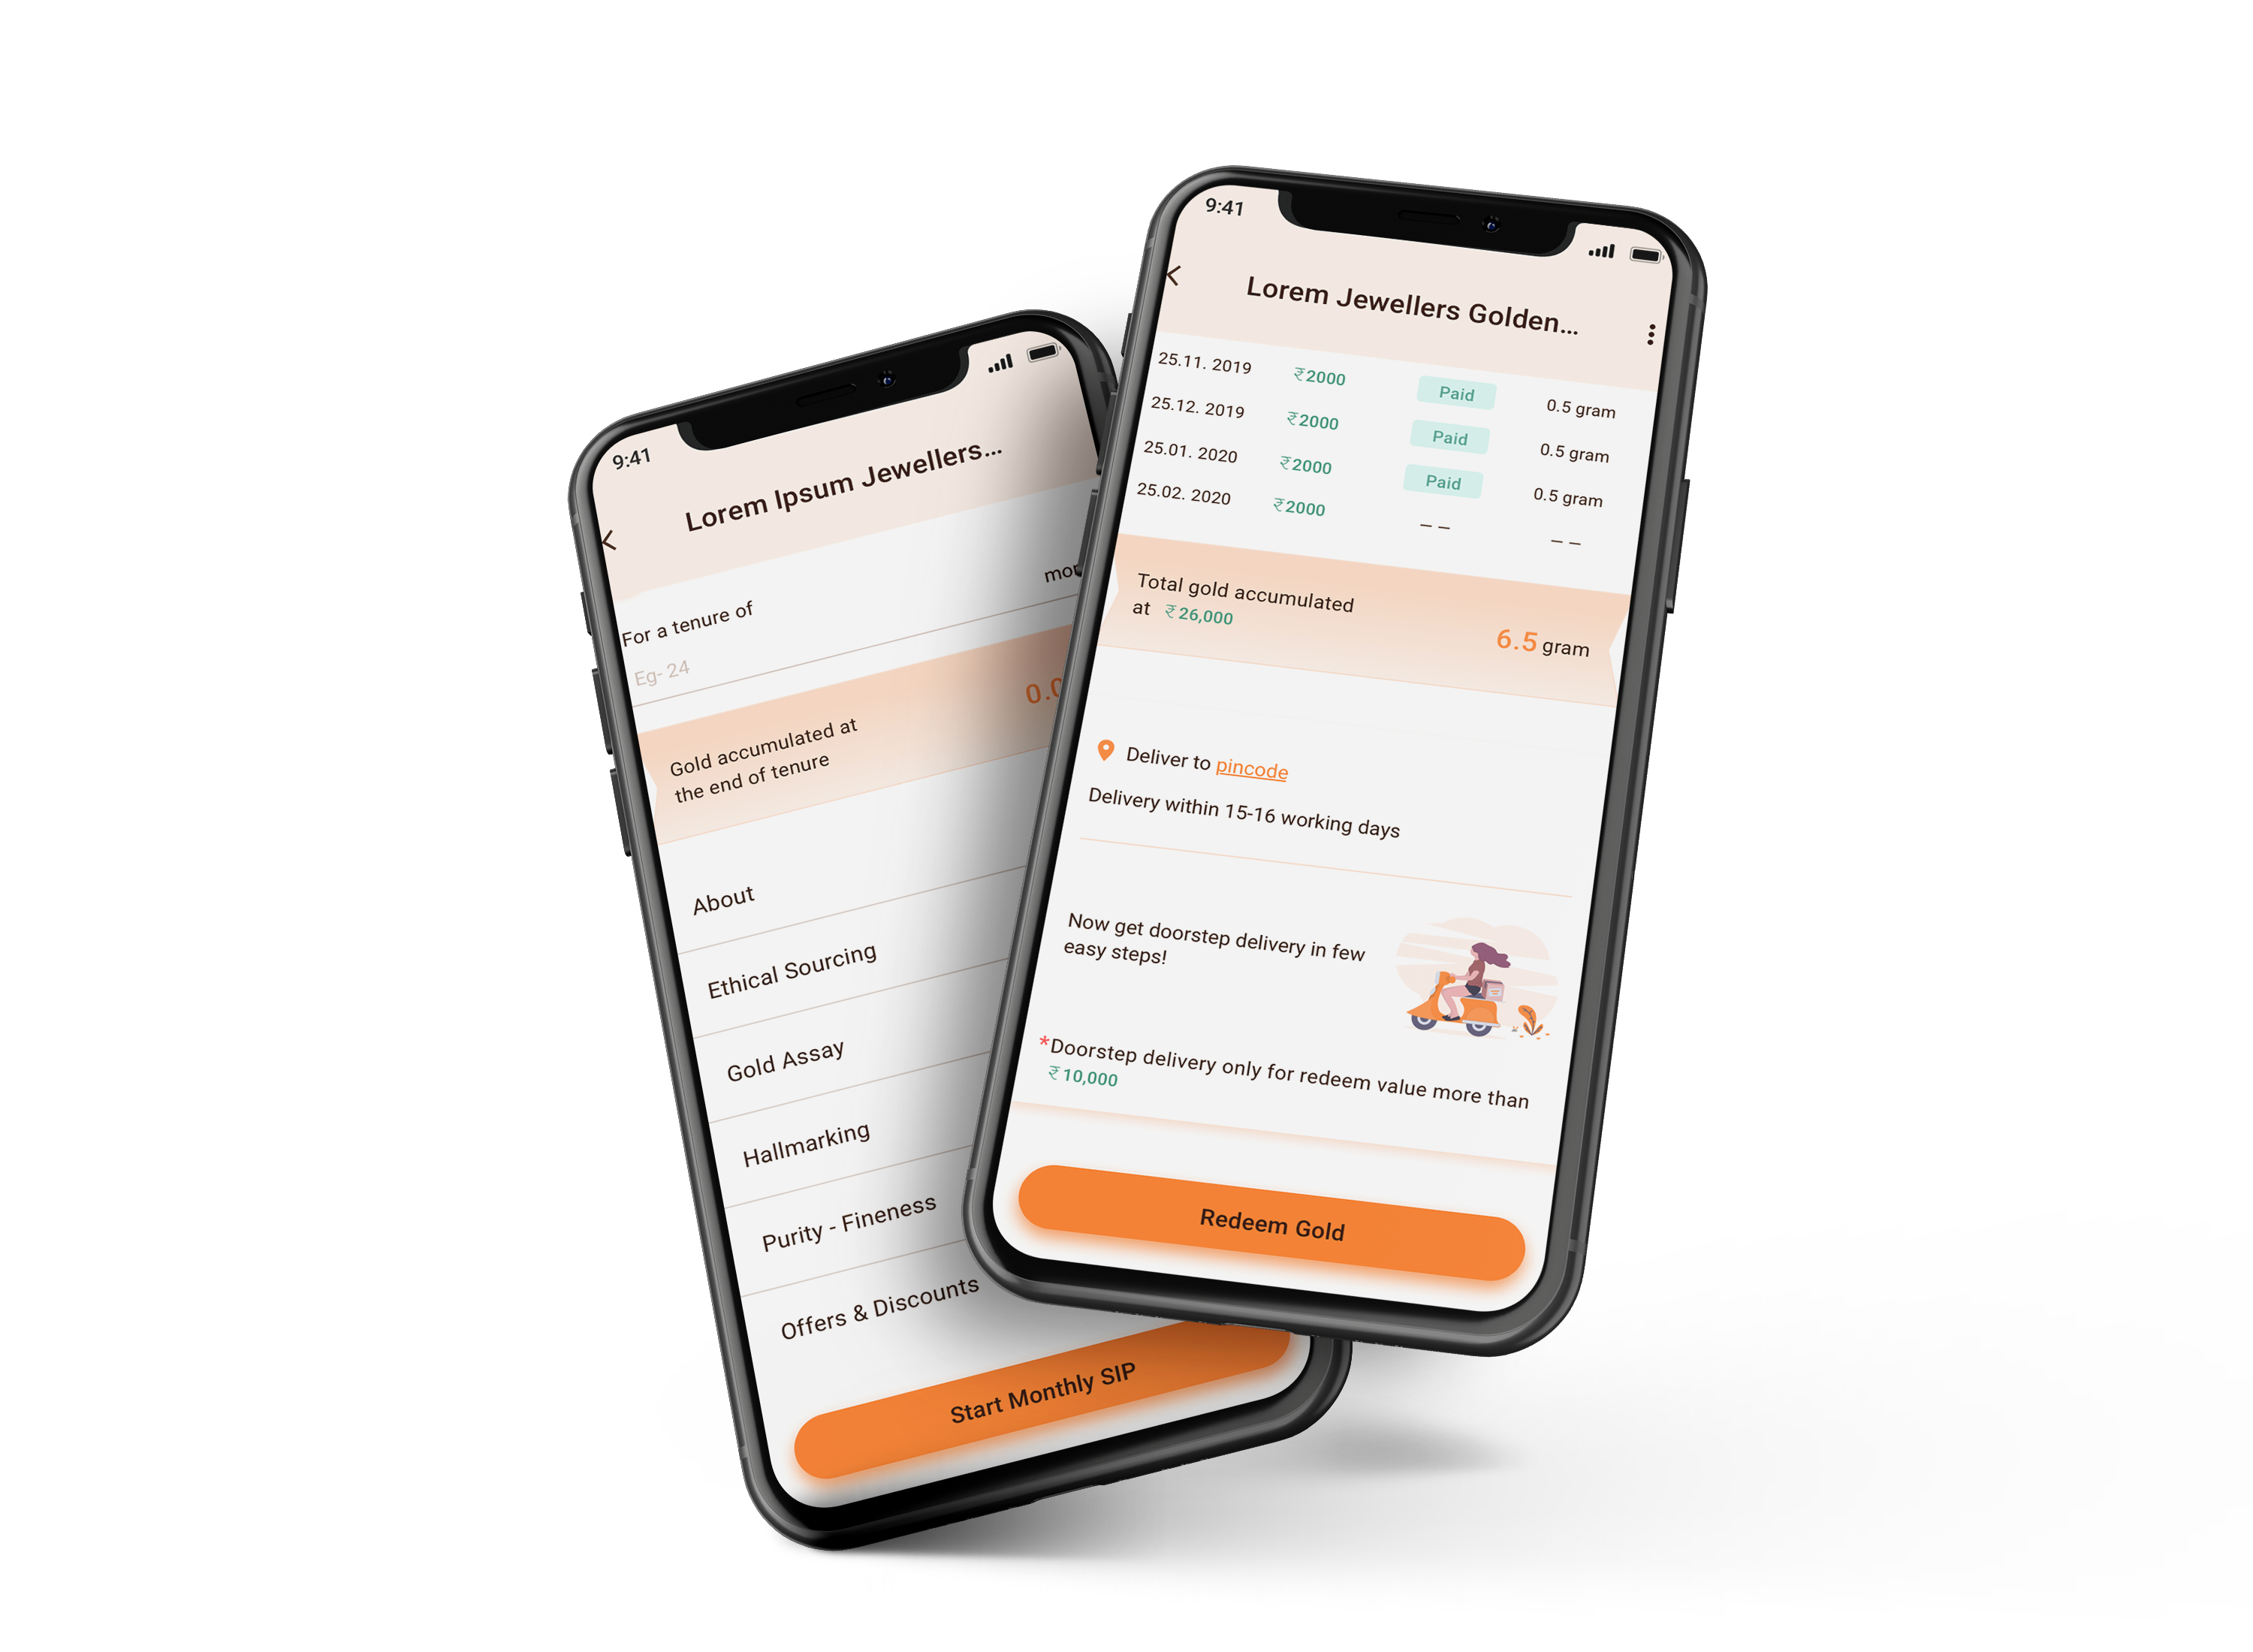 9:41
Lorem Ipsum Jewellers...
For a tenure of
Eg- 24
Gold accumulated at
the end of tenure
About
Ethical Sourcing
Gold Assay
Hallmarking
Purity - Fineness
Offers & Discounts
Start Monthly SIP
9:41
Lorem Jewellers Golden...
25.11. 2019 ₹2000 Paid 0.5 gram
25.12. 2019 ₹2000 Paid 0.5 gram
25.01. 2020 ₹2000 Paid 0.5 gram
25.02. 2020 ₹2000 – – – –
Total gold accumulated
at ₹26,000 6.5 gram
Deliver to pincode
Delivery within 15-16 working days
Now get doorstep delivery in few
easy steps!
*Doorstep delivery only for redeem value more than
₹10,000
Redeem Gold